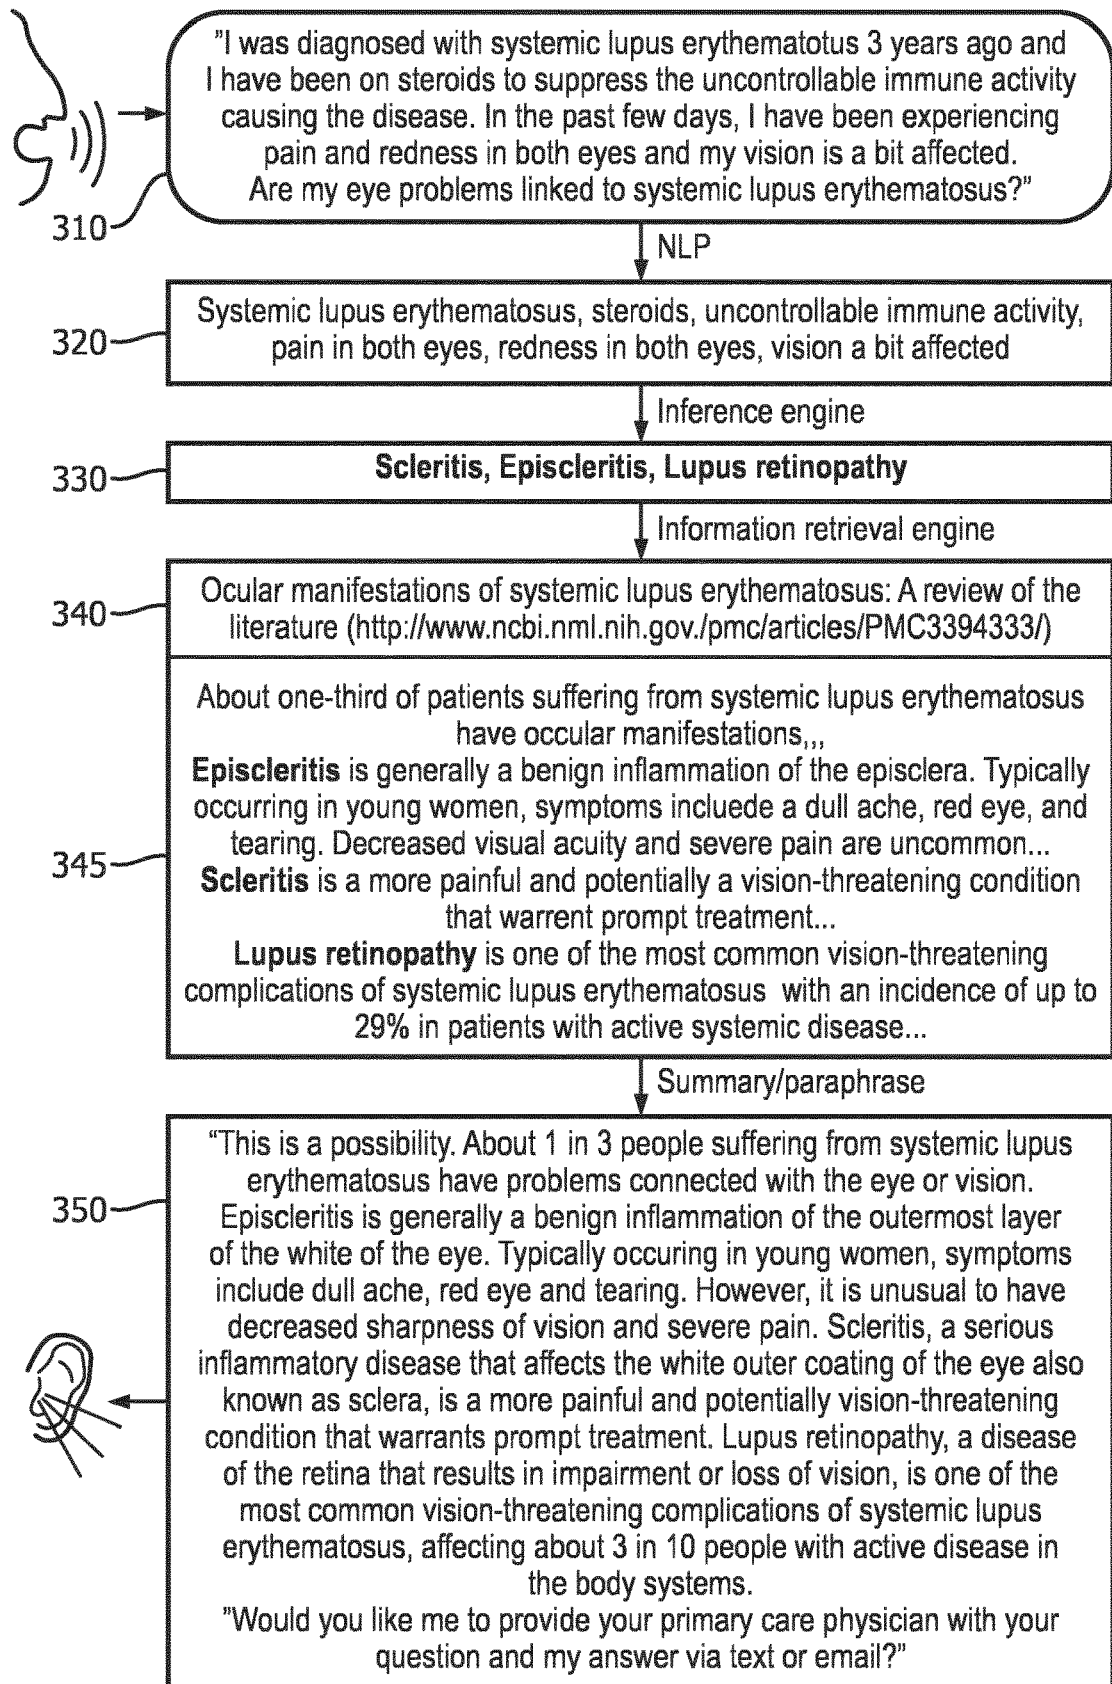 "I was diagnosed with systemic lupus erythematotus 3 years ago and
I have been on steroids to suppress the uncontrollable immune activity
causing the disease. In the past few days, I have been experiencing
pain and redness in both eyes and my vision is a bit affected.
Are my eye problems linked to systemic lupus erythematosus?"
310
NLP
320
Systemic lupus erythematosus, steroids, uncontrollable immune activity,
pain in both eyes, redness in both eyes, vision a bit affected
Inference engine
330
Scleritis, Episcleritis, Lupus retinopathy
Information retrieval engine
340
Ocular manifestations of systemic lupus erythematosus: A review of the
literature (http://www.ncbi.nml.nih.gov./pmc/articles/PMC3394333/)
About one-third of patients suffering from systemic lupus erythematosus
have occular manifestations,,,
Episcleritis is generally a benign inflammation of the episclera. Typically
occurring in young women, symptoms incluede a dull ache, red eye, and
tearing. Decreased visual acuity and severe pain are uncommon...
345
Scleritis is a more painful and potentially a vision-threatening condition
that warrent prompt treatment...
Lupus retinopathy is one of the most common vision-threatening
complications of systemic lupus erythematosus with an incidence of up to
29% in patients with active systemic disease...
Summary/paraphrase
"This is a possibility. About 1 in 3 people suffering from systemic lupus
erythematosus have problems connected with the eye or vision.
350
Episcleritis is generally a benign inflammation of the outermost layer
of the white of the eye. Typically occuring in young women, symptoms
include dull ache, red eye and tearing. However, it is unusual to have
decreased sharpness of vision and severe pain. Scleritis, a serious
inflammatory disease that affects the white outer coating of the eye also
known as sclera, is a more painful and potentially vision-threatening
condition that warrants prompt treatment. Lupus retinopathy, a disease
of the retina that results in impairment or loss of vision, is one of the
most common vision-threatening complications of systemic lupus
erythematosus, affecting about 3 in 10 people with active disease in
the body systems.
"Would you like me to provide your primary care physician with your
question and my answer via text or email?"